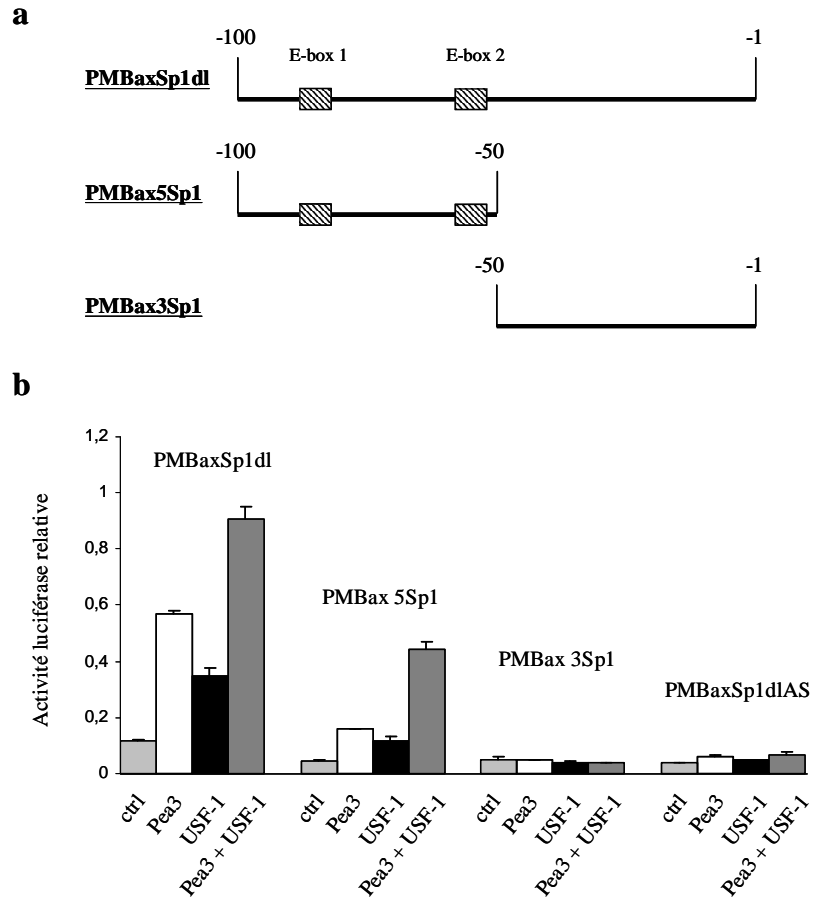 a
-100 -1
E-box 1 E-box 2
PMBaxSp1dl
-100 -50
PMBax5Sp1
-50 -1
PMBax3Sp1
b
Activité luciférase relative
1,2
1
0,8
0,6
0,4
0,2
0
PMBaxSp1dl
PMBax 5Sp1
PMBax 3Sp1
PMBaxSp1dlAS
ctrl Pea3 USF-1 Pea3 + USF-1
ctrl Pea3 USF-1 Pea3 + USF-1
ctrl Pea3 USF-1 Pea3 + USF-1
ctrl Pea3 USF-1 Pea3 + USF-1